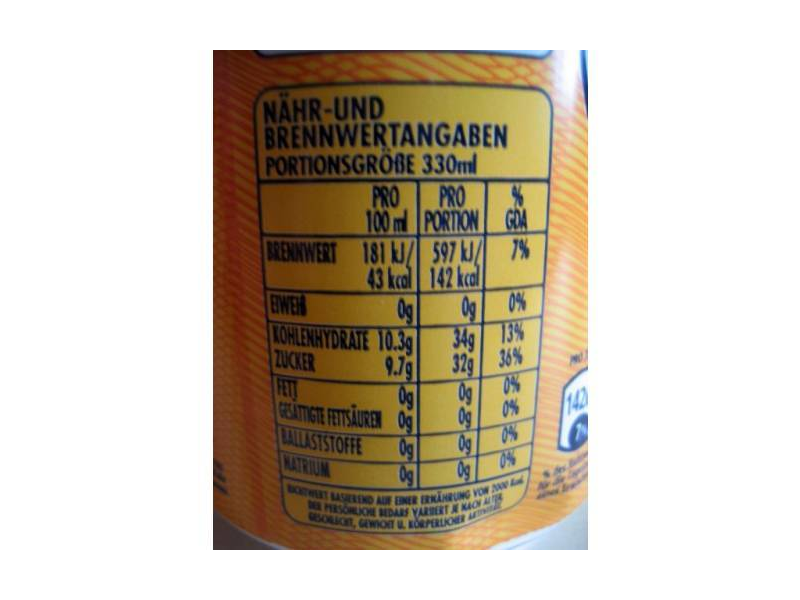 NÄHR-UND
BRENNWERTANGABEN
PORTIONSGRÖßE 330ml
PRO PRO %
100 ml PORTION GDA
BRENNWERT 181 kJ/ 597 kJ/ 7%
43 kcal 142 kcal
EIWEIß 0g 0g 0%
KOHLENHYDRATE 10.3g 34g 13%
ZUCKER 9.7g 32g 36%
FETT 0g 0g 0%
GESÄTTIGTE FETTSÄUREN 0g 0g 0%
BALLASTSTOFFE 0g 0g 0%
NATRIUM 0g 0g 0%
RICHTWERT BASIEREND AUF EINER ERNÄHRUNG VON 2000 kcal.
DER PERSÖNLICHE BEDARF VARIIERT JE NACH ALTER,
GESCHLECHT, GEWICHT U. KÖRPERLICHER AKTIVITÄT.
PRO
142
7%